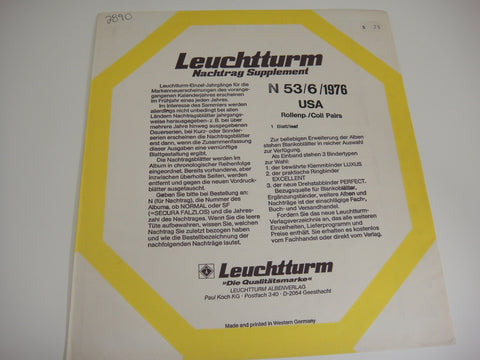 2890
Leuchtturm
Nachtrag Supplement
Leuchtturm-Einzel-Jahrgänge für die
Markenneuerscheinungen des vorange-
gangenen Kalenderjahres erscheinen
im Frühjahr eines jeden Jahres.
Im Interesse des Sammlers werden
allerdings nicht unbedingt bei allen
Ländern Nachtragsblätter jahrgangs-
weise herausgegeben - z. B. bei über
mehrere Jahre hinweg ausgegebenen
Dauerserien, bei Kurz- oder Sonder-
serien erscheinen die Nachtragsblätter
erst dann, wenn die Zusammenfassung
dieser Ausgaben eine vernünftige
Blattgestaltung ergibt.
Die Nachtragsblätter werden im
Album in chronologischer Reihenfolge
eingeordnet. Bereits vorhandene, aber
inzwischen überholte Blätter, werden
entfernt und gegen die neuen Vordruck-
blätter ausgetauscht.
Geben Sie bitte bei Bestellung an:
N (für Nachtrag), die Nummer des
Albums, ob NORMAL oder SF
(=SECURA FALZLOS) und die Jahres-
zahl des Nachtrages. Wenn Sie die leere
Tüte aufbewahren, wissen Sie, welchen
Nachtrag Sie zuletzt bezogen haben
und wie die Bestellbezeichnung der
nachfolgenden Nachträge lautet.
N 53/6/1976
USA
Rollenp./Coil Pairs
1 Blatt/leaf
Zur beliebigen Erweiterung der Alben
stehen Blankoblätter in reicher Auswahl
zur Verfügung.
Als Einband stehen 3 Bindertypen
zur Wahl:
1. der bewährte Klemmbinder LUXUS
2. der praktische Ringbinder
EXCELLENT
3. der neue Drehstabbinder PERFECT.
Bezugsquelle für Blankoblätter,
Ergänzungsbinder, weitere Alben und
Nachträge ist der einschlägige Fach-,
Buch- und Versandhandel.
Fordern Sie das neue Leuchtturm-
Verlagsverzeichnis an, das alle weiteren
Einzelheiten, Lieferprogramm und
Preise enthält. Sie erhalten es kostenlos
vom Fachhandel oder direkt vom Verlag.
Leuchtturm
»Die Qualitätsmarke«
LEUCHTTURM ALBENVERLAG
Paul Koch KG · Postfach 340 · D-2054 Geesthacht
Made and printed in Western Germany